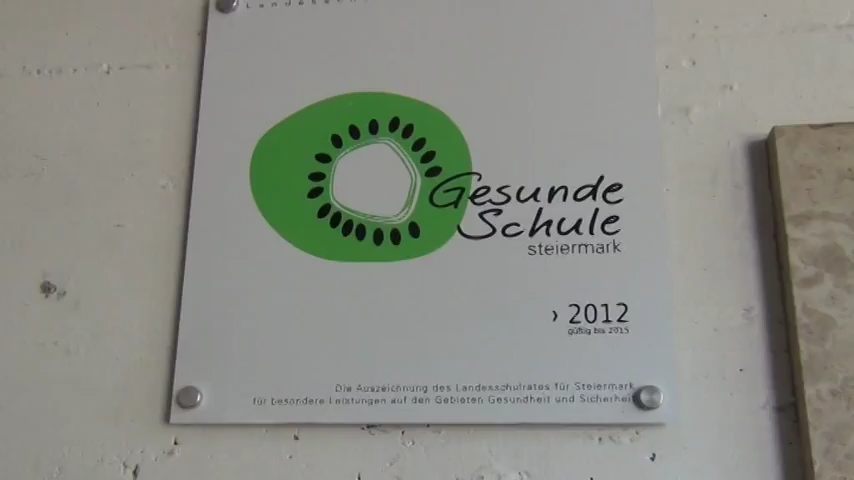 Gesunde
Schule
steiermark
› 2012
gültig bis 2015
Die Auszeichnung des Landesschulrates für Steiermark
für besondere Leistungen auf den Gebieten Gesundheit und Sicherheit